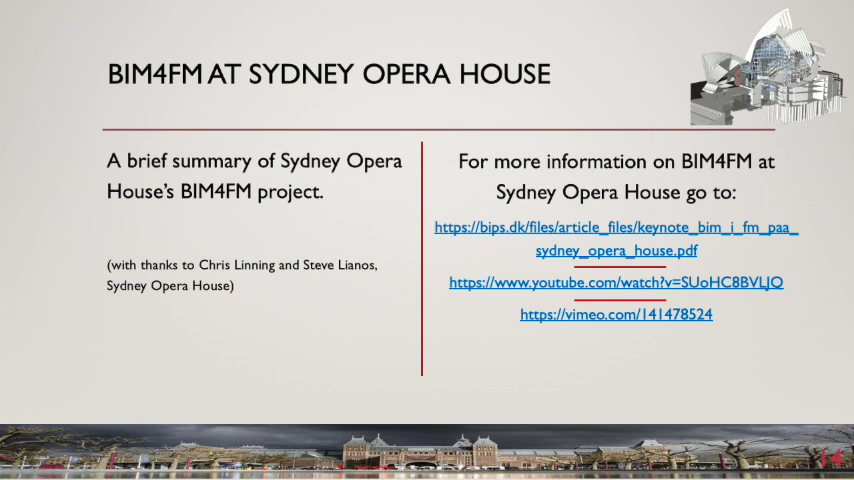 BIM4FM AT SYDNEY OPERA HOUSE
A brief summary of Sydney Opera
House's BIM4FM project.
(with thanks to Chris Linning and Steve Lianos,
Sydney Opera House)
For more information on BIM4FM at
Sydney Opera House go to:
https://bips.dk/files/article_files/keynote_bim_i_fm_paa_
sydney_opera_house.pdf
https://www.youtube.com/watch?v=SUoHC8BVLJQ
https://vimeo.com/141478524
14